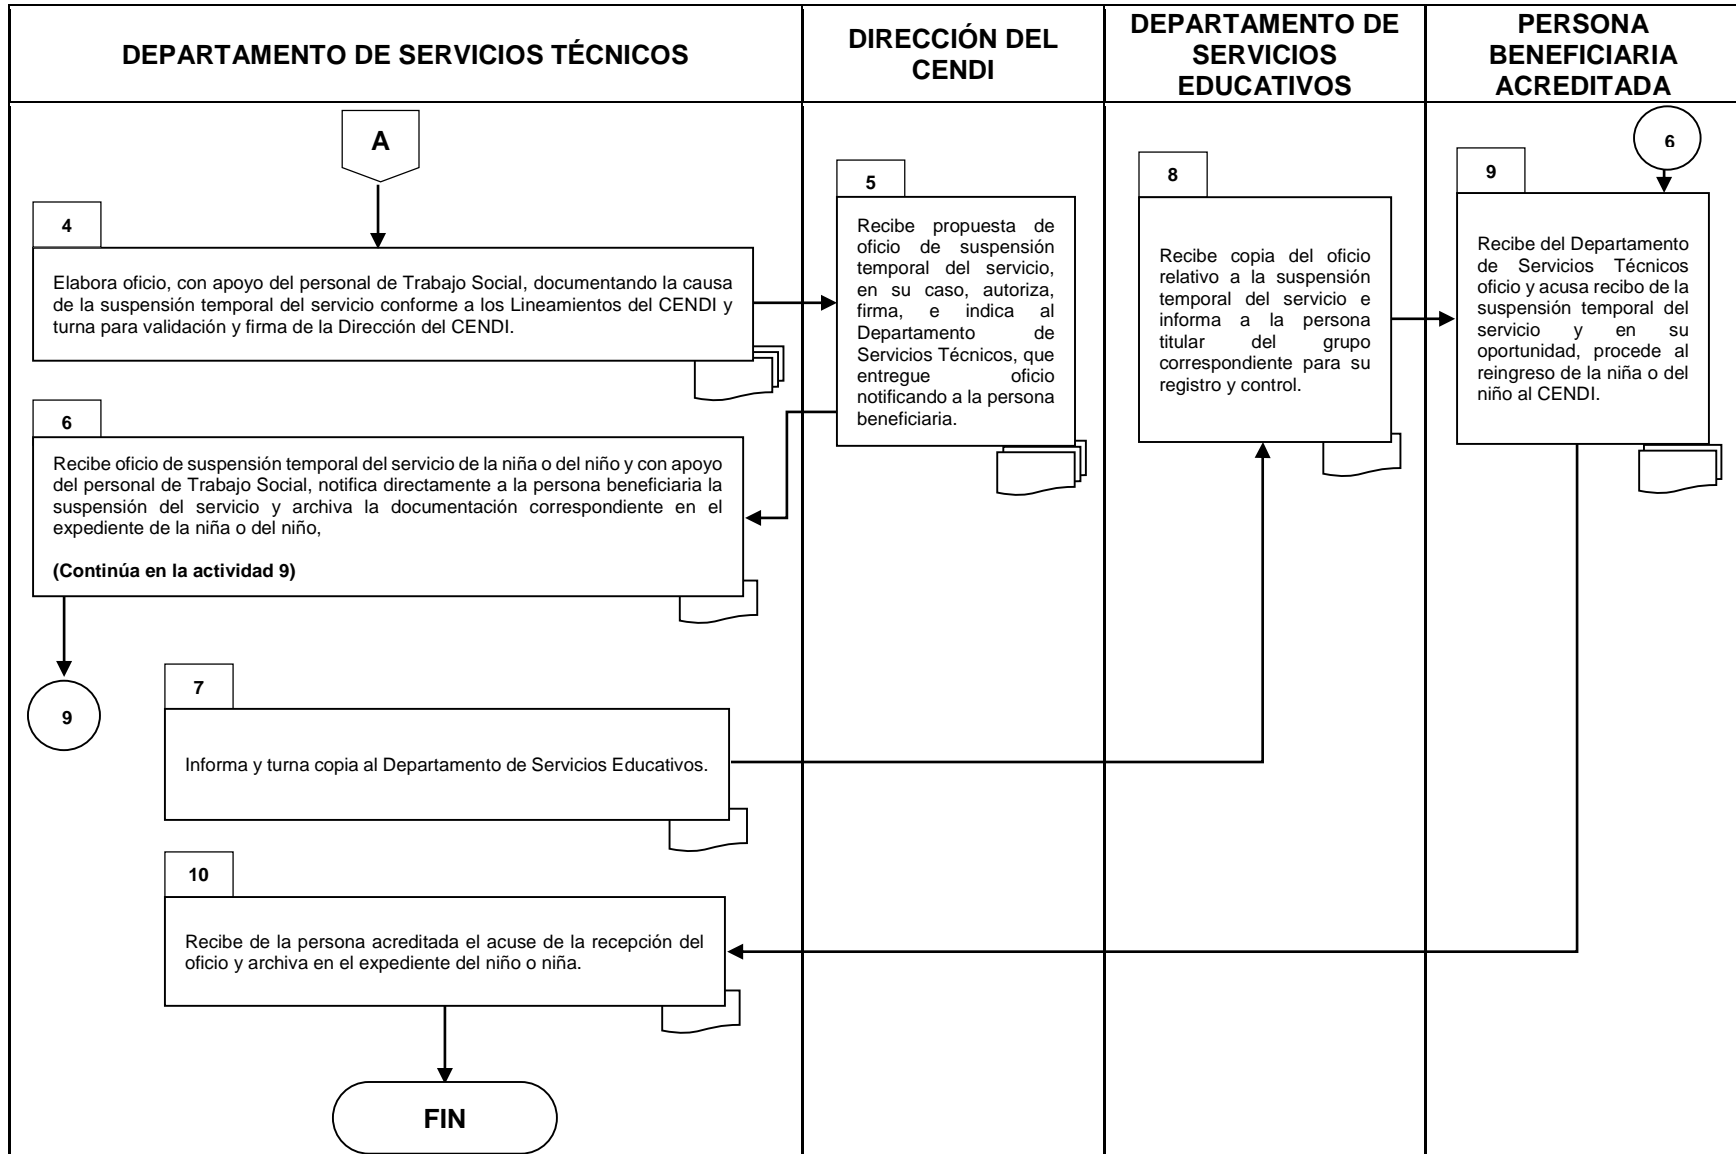 DEPARTAMENTO DE SERVICIOS TÉCNICOS
DIRECCIÓN DEL
CENDI
DEPARTAMENTO DE
SERVICIOS
EDUCATIVOS
PERSONA
BENEFICIARIA
ACREDITADA
A
4
Elabora oficio, con apoyo del personal de Trabajo Social, documentando la causa
de la suspensión temporal del servicio conforme a los Lineamientos del CENDI y
turna para validación y firma de la Dirección del CENDI.
5
Recibe propuesta de
oficio de suspensión
temporal del servicio,
en su caso, autoriza,
firma, e indica al
Departamento de
Servicios Técnicos, que
entregue oficio
notificando a la persona
beneficiaria.
6
Recibe oficio de suspensión temporal del servicio de la niña o del niño y con apoyo
del personal de Trabajo Social, notifica directamente a la persona beneficiaria la
suspensión del servicio y archiva la documentación correspondiente en el
expediente de la niña o del niño,
(Continúa en la actividad 9)
9
7
Informa y turna copia al Departamento de Servicios Educativos.
8
Recibe copia del oficio
relativo a la suspensión
temporal del servicio e
informa a la persona
titular del grupo
correspondiente para su
registro y control.
6
9
Recibe del Departamento
de Servicios Técnicos
oficio y acusa recibo de la
suspensión temporal del
servicio y en su
oportunidad, procede al
reingreso de la niña o del
niño al CENDI.
10
Recibe de la persona acreditada el acuse de la recepción del
oficio y archiva en el expediente del niño o niña.
FIN